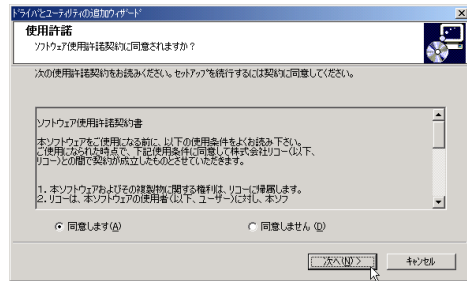 ドライバとユーティリティの追加ウィザード
使用許諾
ソフトウェア使用許諾契約に同意されますか？
次の使用許諾契約をお読みください。セットアップを続行するには契約に同意してください。
ソフトウェア使用許諾契約書
本ソフトウェアをご使用になる前に、以下の使用条件をよくお読み下さい。
ご使用になられた時点で、下記使用条件に同意して株式会社リコー(以下、
リコー)との間で契約が成立したものとさせていただきます。
1. 本ソフトウェアおよびその複製物に関する権利は、リコーに帰属します。
2. リコーは、本ソフトウェアの使用者(以下、ユーザー)に対し、本ソフ
同意します(A)
同意しません(D)
次へ(N) >
キャンセル